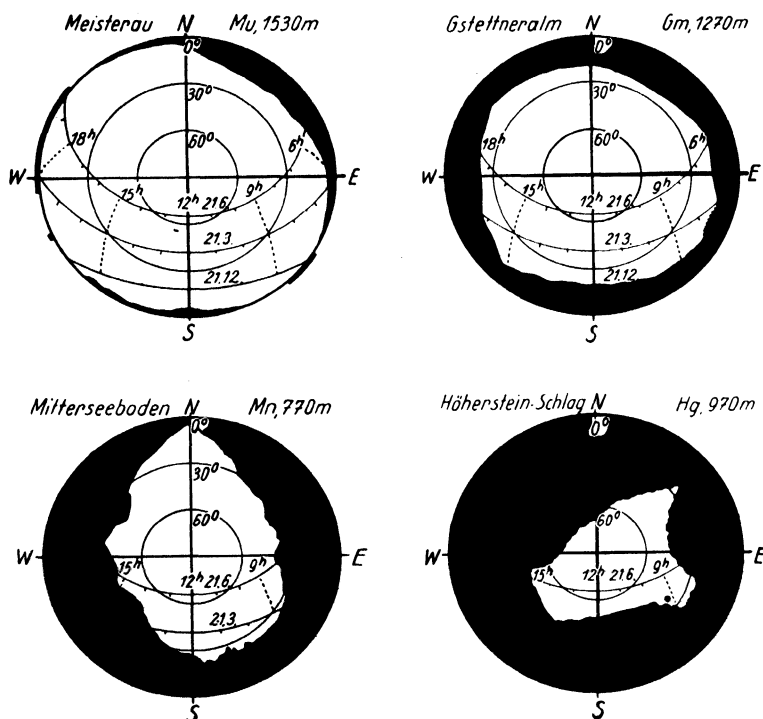 Meisterau N Mu, 1530m
0°
30°
60°
18h 6h
W E
15h 9h
12h 21.6.
21.3.
21.12.
S
Gstettneralm Gm, 1270m
N
0°
30°
60°
18h 6h
W E
15h 9h
12h 21.6.
21.3.
21.12.
S
Mitterseeboden N Mn, 770m
0°
30°
60°
W E
15h 9h
12h 21.6.
21.3.
S
Höherstein-Schlag N Hg, 970m
0°
60°
W E
15h 9h
12h 21.6.
S